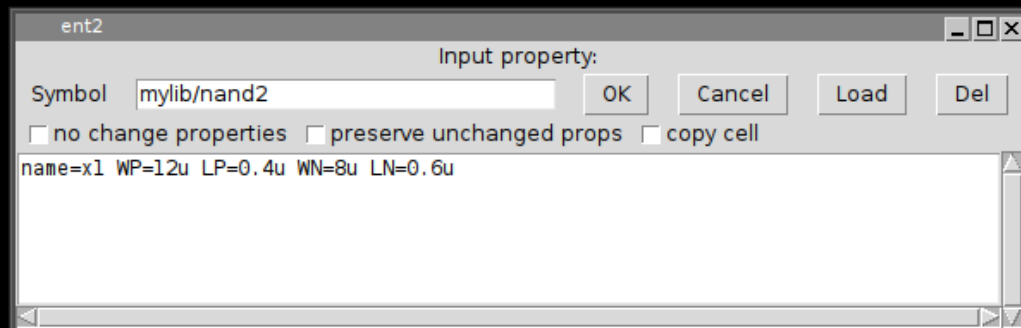 ent2
Input property:
Symbol mylib/nand2 OK Cancel Load Del
no change properties preserve unchanged props copy cell
name=x1 WP=12u LP=0.4u WN=8u LN=0.6u